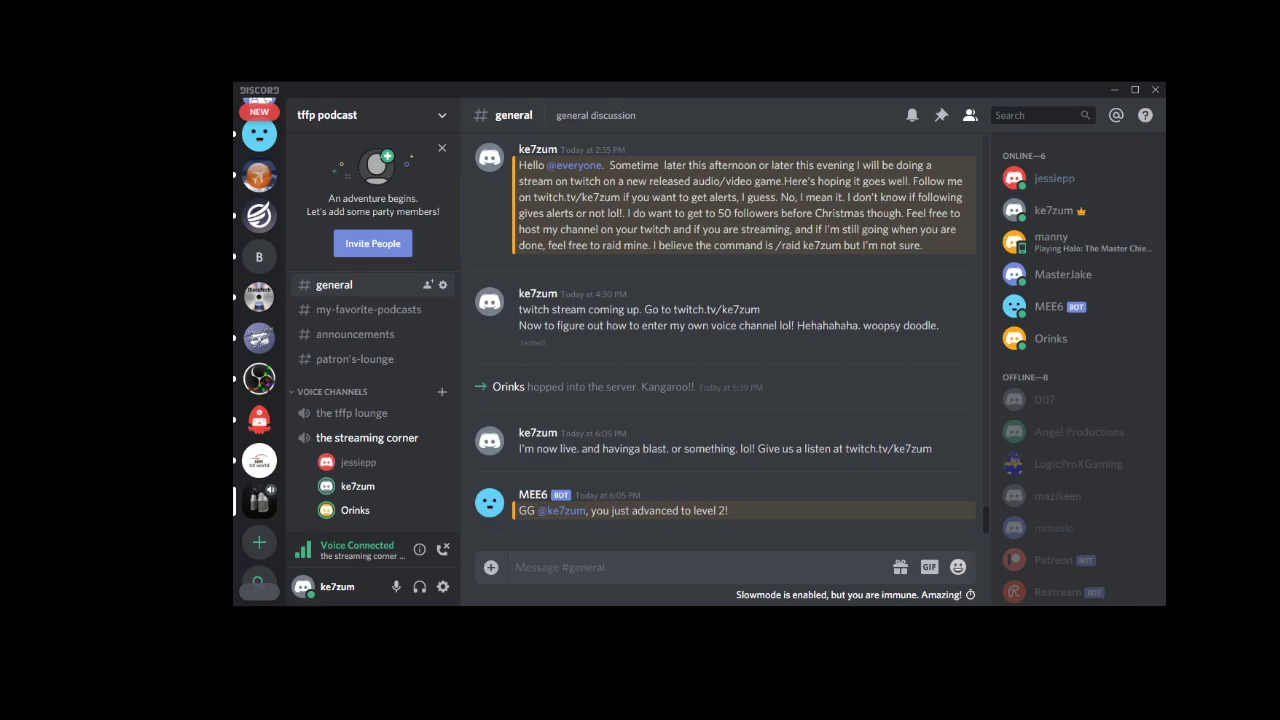 DISCORD
NEW
B
tffp podcast
An adventure begins.
Let's add some party members!
Invite People
# general
# my-favorite-podcasts
# announcements
# patron's-lounge
VOICE CHANNELS
the tffp lounge
the streaming corner
jessiepp
ke7zum
Orinks
Voice Connected
the streaming corner ...
ke7zum
# general general discussion
Search
ke7zum Today at 2:35 PM
Hello @everyone. Sometime later this afternoon or later this evening I will be doing a
stream on twitch on a new released audio/video game.Here's hoping it goes well. Follow me
on twitch.tv/ke7zum if you want to get alerts, I guess. No, I mean it. I don't know if following
gives alerts or not lol!. I do want to get to 50 followers before Christmas though. Feel free to
host my channel on your twitch and if you are streaming, and if I'm still going when you are
done, feel free to raid mine. I believe the command is /raid ke7zum but I'm not sure.
ke7zum Today at 4:30 PM
twitch stream coming up. Go to twitch.tv/ke7zum
Now to figure out how to enter my own voice channel lol! Hehahahaha. woopsy doodle.
(edited)
Orinks hopped into the server. Kangaroo!! Today at 5:39 PM
ke7zum Today at 6:05 PM
I'm now live. and havinga blast. or something. lol! Give us a listen at twitch.tv/ke7zum
MEE6 BOT Today at 6:05 PM
GG @ke7zum, you just advanced to level 2!
Message #general
GIF
Slowmode is enabled, but you are immune. Amazing!
ONLINE—6
jessiepp
ke7zum
manny
Playing Halo: The Master Chie...
MasterJake
MEE6 BOT
Orinks
OFFLINE—8
007
Angel Productions
LogicProXGaming
mazikeen
Patreon BOT
Restream BOT